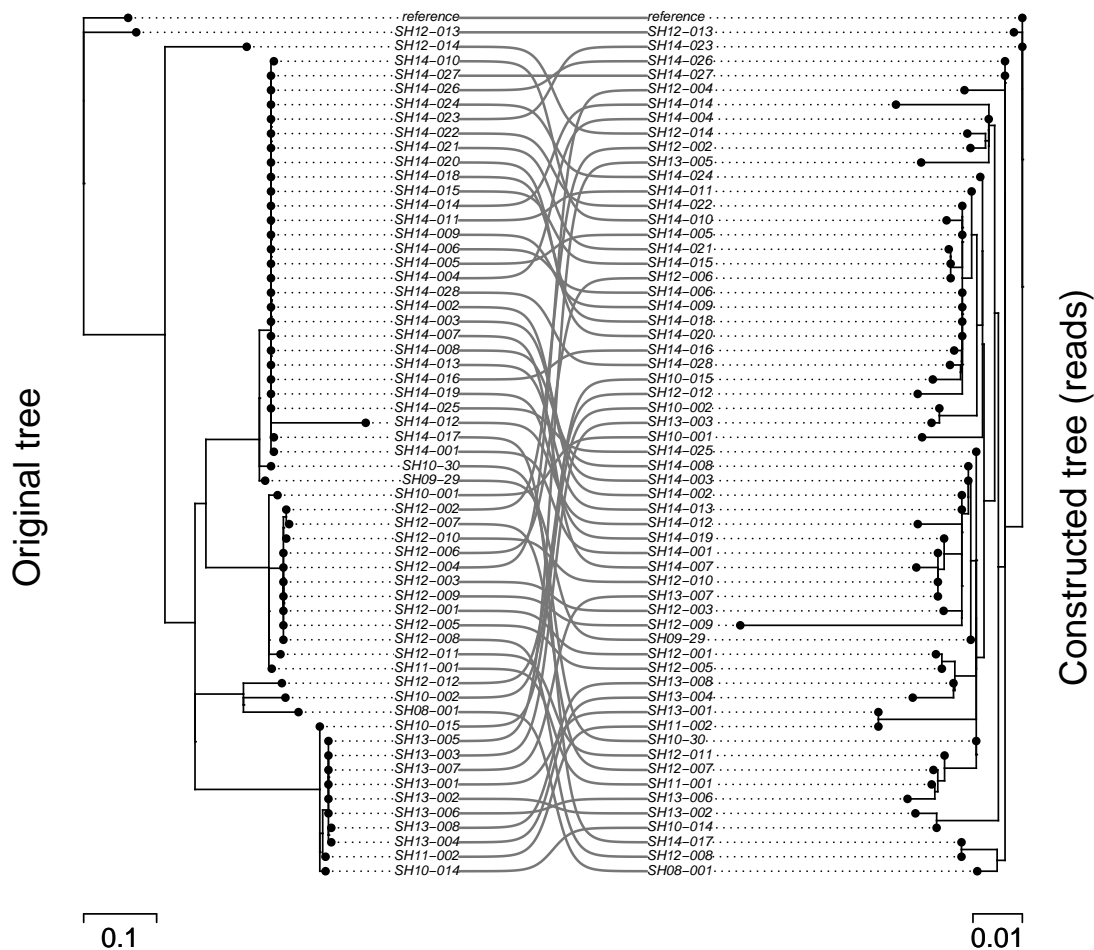 Original tree
reference
SH12−013
SH12−014
SH14−010
SH14−027
SH14−026
SH14−024
SH14−023
SH14−022
SH14−021
SH14−020
SH14−018
SH14−015
SH14−014
SH14−011
SH14−009
SH14−006
SH14−005
SH14−004
SH14−028
SH14−002
SH14−003
SH14−007
SH14−008
SH14−013
SH14−016
SH14−019
SH14−025
SH14−012
SH14−017
SH14−001
SH10−30
SH09−29
SH10−001
SH12−002
SH12−007
SH12−010
SH12−006
SH12−004
SH12−003
SH12−009
SH12−001
SH12−005
SH12−008
SH12−011
SH11−001
SH12−012
SH10−002
SH08−001
SH10−015
SH13−005
SH13−003
SH13−007
SH13−001
SH13−002
SH13−006
SH13−008
SH13−004
SH11−002
SH10−014
0.1
reference
SH12−013
SH14−023
SH14−026
SH14−027
SH12−004
SH14−014
SH14−004
SH12−014
SH12−002
SH13−005
SH14−024
SH14−011
SH14−022
SH14−010
SH14−005
SH14−021
SH14−015
SH12−006
SH14−006
SH14−009
SH14−018
SH14−020
SH14−016
SH14−028
SH10−015
SH12−012
SH10−002
SH13−003
SH10−001
SH14−025
SH14−008
SH14−003
SH14−002
SH14−013
SH14−012
SH14−019
SH14−001
SH14−007
SH12−010
SH13−007
SH12−003
SH12−009
SH09−29
SH12−001
SH12−005
SH13−008
SH13−004
SH13−001
SH11−002
SH10−30
SH12−011
SH12−007
SH11−001
SH13−006
SH13−002
SH10−014
SH14−017
SH12−008
SH08−001
0.01
Constructed tree (reads)